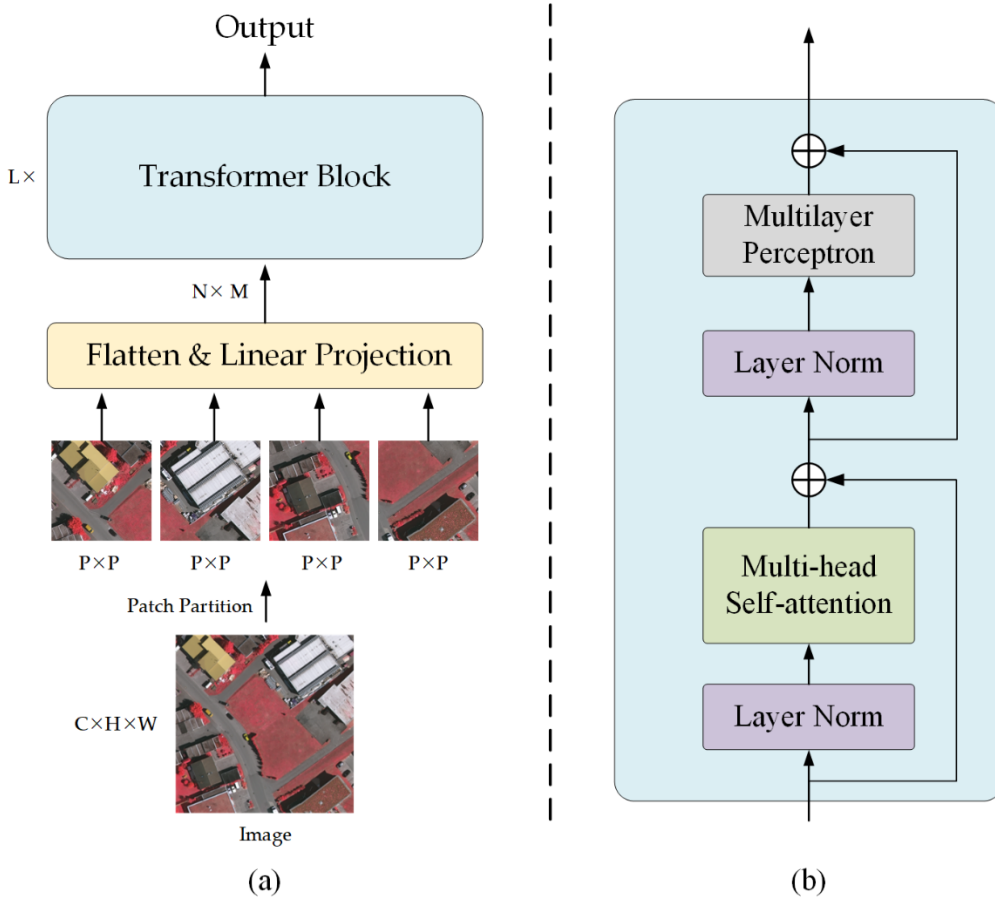 Output
L×
Transformer Block
N× M
Flatten & Linear Projection
P×P
P×P
P×P
P×P
Patch Partition
C×H×W
Image
(a)
Multilayer
Perceptron
Layer Norm
Multi-head
Self-attention
Layer Norm
(b)